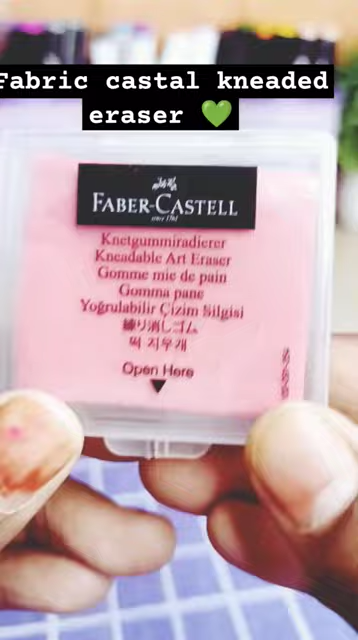 Fabric castal kneaded
eraser 💚
FABER-CASTELL
since 1761
Knetgummiradierer
Kneadable Art Eraser
Gomme mie de pain
Goma pane
Yoğrulabilir Çizim Silgisi
練り消しゴム
떡 지우개
Open Here